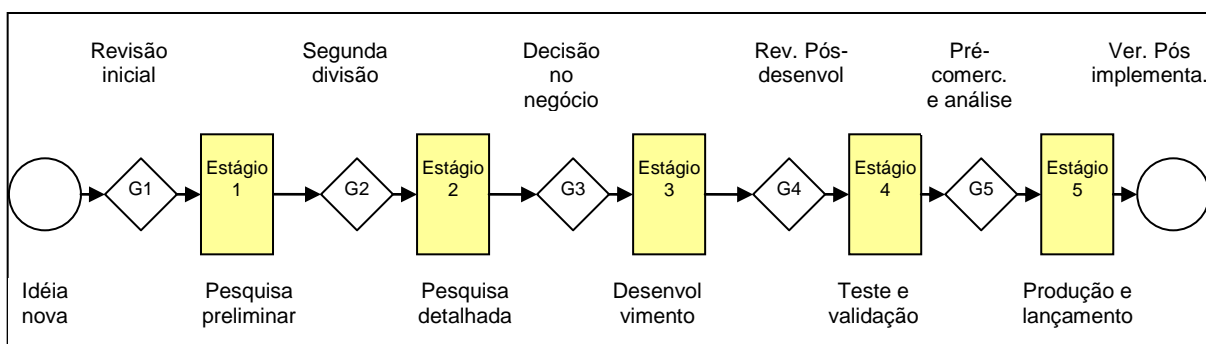 Revisão
inicial
Segunda
divisão
Decisão
no
negócio
Rev. Pós-
desenvol
Pré-
comerc.
e análise
Ver. Pós
implementa.
G1
Estágio
1
G2
Estágio
2
G3
Estágio
3
G4
Estágio
4
G5
Estágio
5
Idéia
nova
Pesquisa
preliminar
Pesquisa
detalhada
Desenvol
vimento
Teste e
validação
Produção e
lançamento